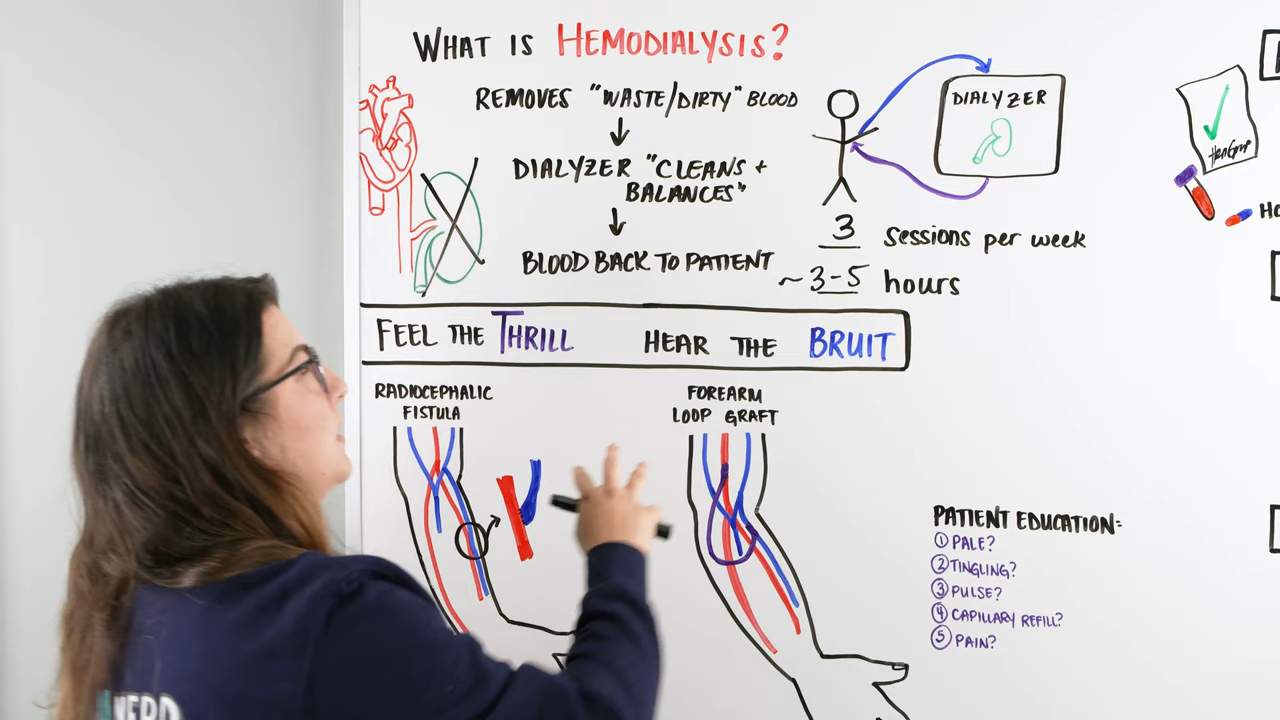 WHAT IS HEMODIALYSIS?
REMOVES "WASTE/DIRTY" BLOOD
DIALYZER "CLEANS +
BALANCES"
BLOOD BACK TO PATIENT
DIALYZER
3 sessions per week
~3-5 hours
FEEL THE THRILL HEAR THE BRUIT
RADIOCEPHALIC
FISTULA
FOREARM
LOOP GRAFT
PATIENT EDUCATION:
① PALE?
② TINGLING?
③ PULSE?
④ CAPILLARY REFILL?
⑤ PAIN?
NERD